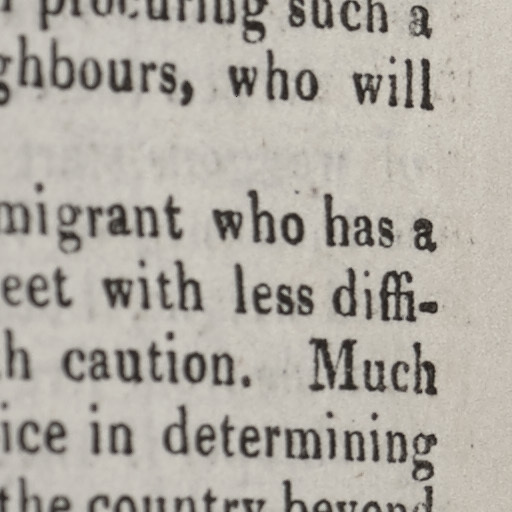 procuring such a
ghbours, who will
migrant who has a
eet with less diffi-
h caution. Much
ice in determining
the country beyond